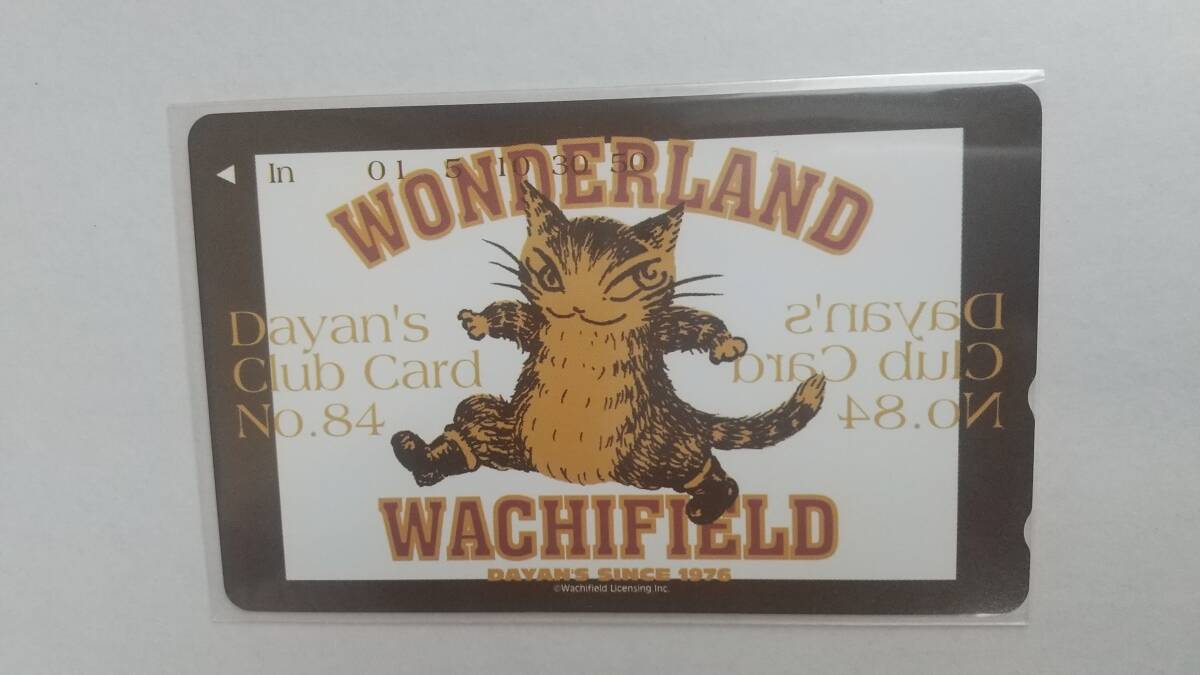 In 01 5 10 30 50
WONDERLAND
Dayan's
Club Card
No.84
Dayan's
Club Card
No.84
WACHIFIELD
DAYAN'S SINCE 1976
©Wachifield Licensing Inc.